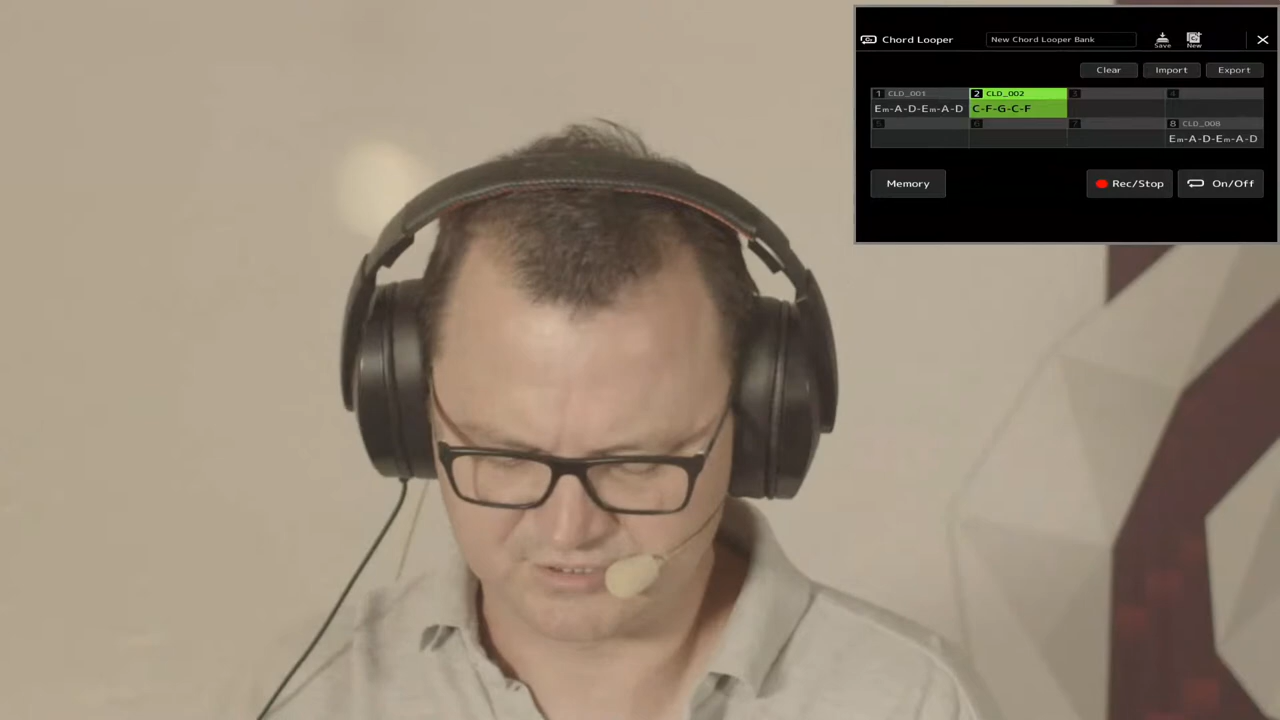 Chord Looper
New Chord Looper Bank
Save
New
Clear
Import
Export
1 CLD_001
2 CLD_002
3
4
Em-A-D-Em-A-D
C-F-G-C-F
5
6
7
8 CLD_008
Em-A-D-Em-A-D
Memory
Rec/Stop
On/Off